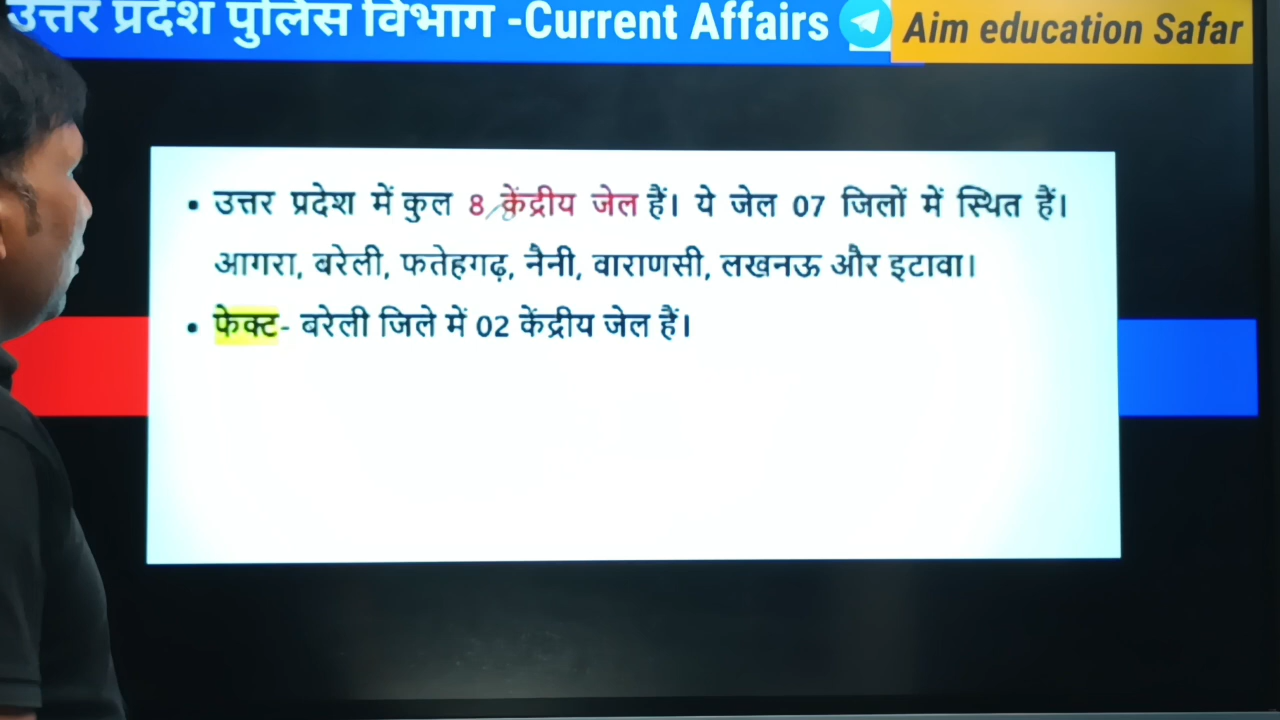 उत्तर प्रदेश पुलिस विभाग -Current Affairs
Aim education Safar
• उत्तर प्रदेश में कुल 8 केंद्रीय जेल हैं। ये जेल 07 जिलों में स्थित हैं।
आगरा, बरेली, फतेहगढ़, नैनी, वाराणसी, लखनऊ और इटावा।
• फेक्ट- बरेली जिले में 02 केंद्रीय जेल हैं।